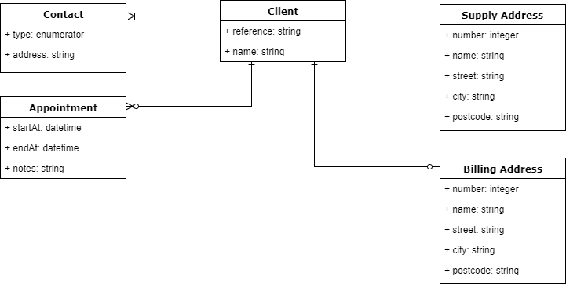 Contact
+ type: enumerator
+ address: string
Client
+ reference: string
+ name: string
Supply Address
+ number: integer
+ name: string
+ street: string
+ city: string
+ postcode: string
Appointment
+ startAt: datetime
+ endAt: datetime
+ notes: string
Billing Address
+ number: integer
+ name: string
+ street: string
+ city: string
+ postcode: string